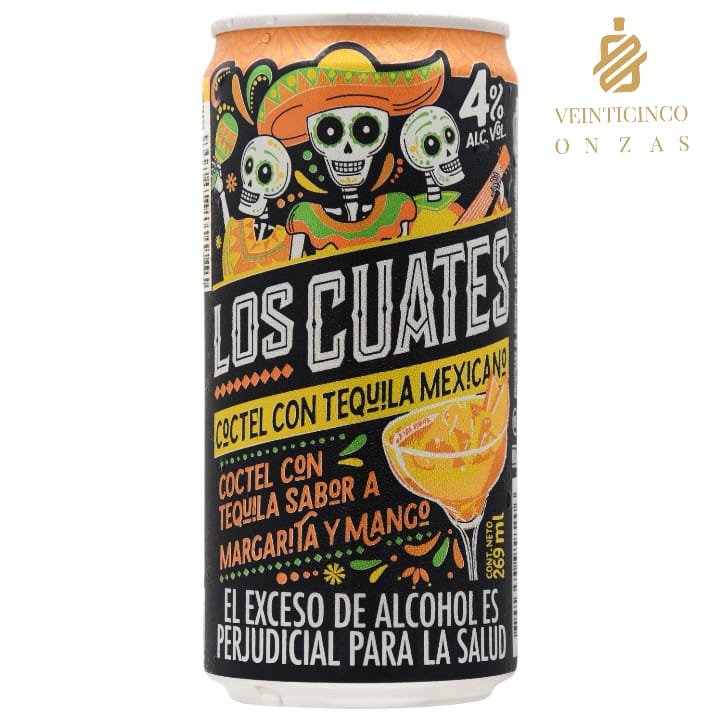 VEINTICINCO
ONZAS
4%
ALC. VOL.
LOS CUATES
COCTEL CON TEQUILA MEXICANO
COCTEL CON
TEQUILA SABOR A
MARGARITA Y MANGO
CONT. NETO
269 ml
EL EXCESO DE ALCOHOL ES
PERJUDICIAL PARA LA SALUD